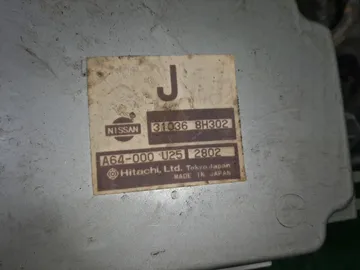 J
NISSAN 31036 8H302
A64-000 U25 2802
Hitachi, Ltd. Tokyo Japan
MADE IN JAPAN